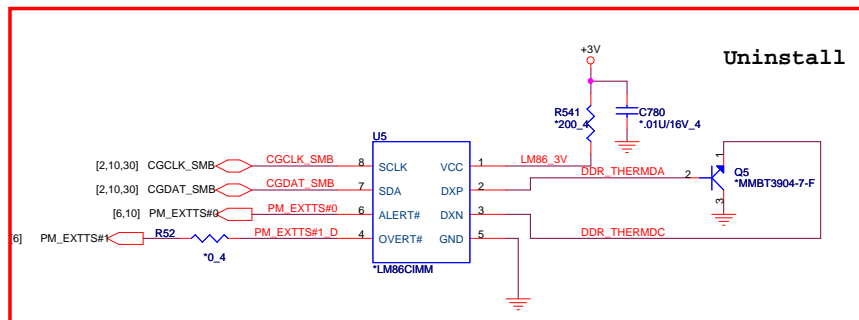 +3V
Uninstall
R541
*200_4
C780
*.01U/16V_4
U5
[2,10,30] CGCLK_SMB CGCLK_SMB 8 SCLK VCC 1 LM86_3V
[2,10,30] CGDAT_SMB CGDAT_SMB 7 SDA DXP 2 DDR_THERMDA 2
1
Q5
*MMBT3904-7-F
3
[6,10] PM_EXTTS#0 PM_EXTTS#0 6 ALERT# DXN 3 DDR_THERMDC
6] PM_EXTTS#1 R52 PM_EXTTS#1_D 4 OVERT# GND 5
*0_4
*LM86CIMM